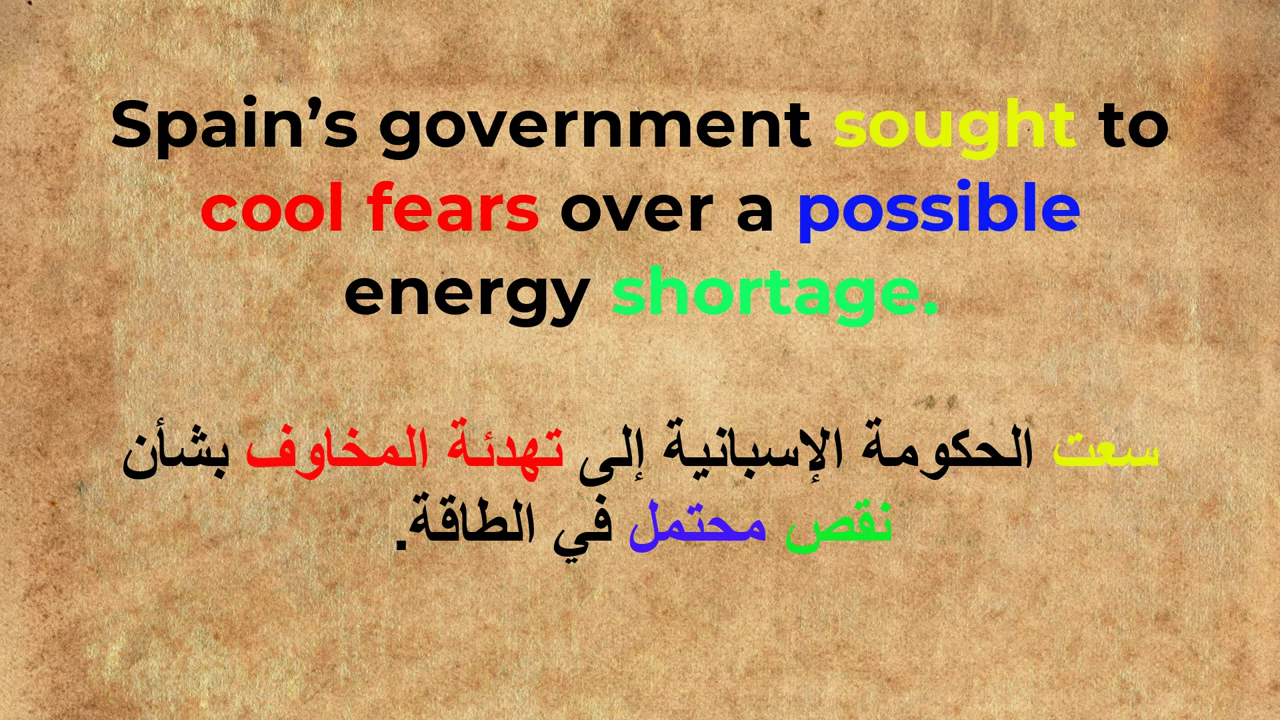 Spain’s government sought to
cool fears over a possible
energy shortage.
سعت الحكومة الإسبانية إلى تهدئة المخاوف بشأن
نقص محتمل في الطاقة.